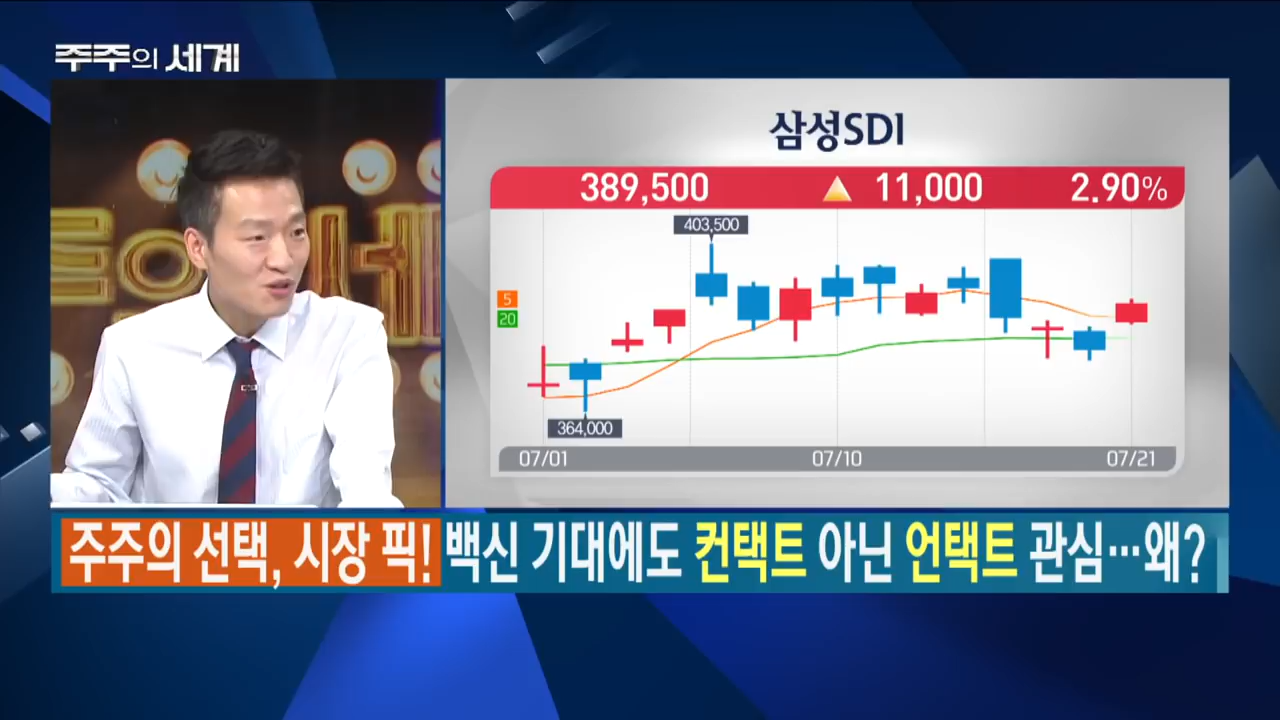 주주의 세계
삼성SDI
389,500 ▲ 11,000 2.90%
403,500
5
20
364,000
07/01 07/10 07/21
주주의 선택, 시장 픽! 백신 기대에도 컨택트 아닌 언택트 관심…왜?